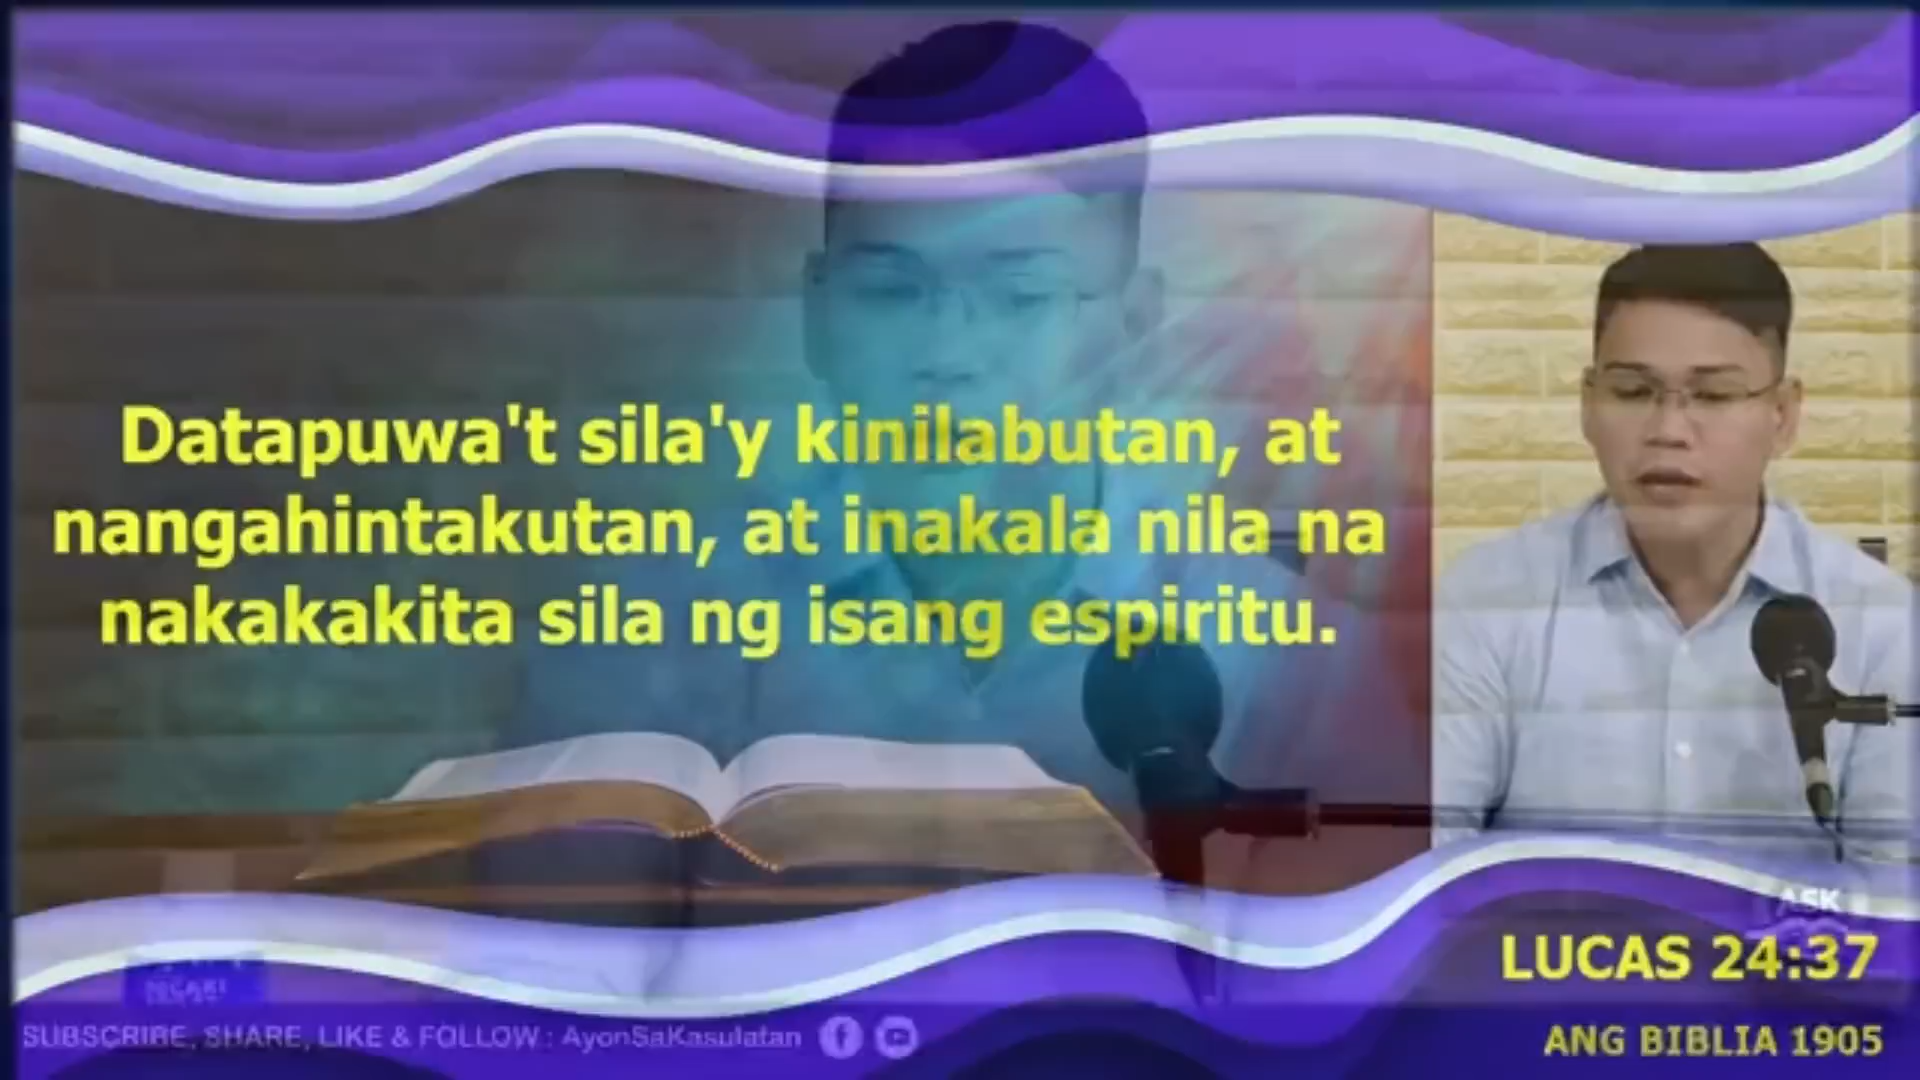 Datapuwa't sila'y kinilabutan, at
nangahintakutan, at inakala nila na
nakakakita sila ng isang espiritu.
ASK
LUCAS 24:37
SUBSCRIBE, SHARE, LIKE & FOLLOW : AyonSaKasulatan
ANG BIBLIA 1905